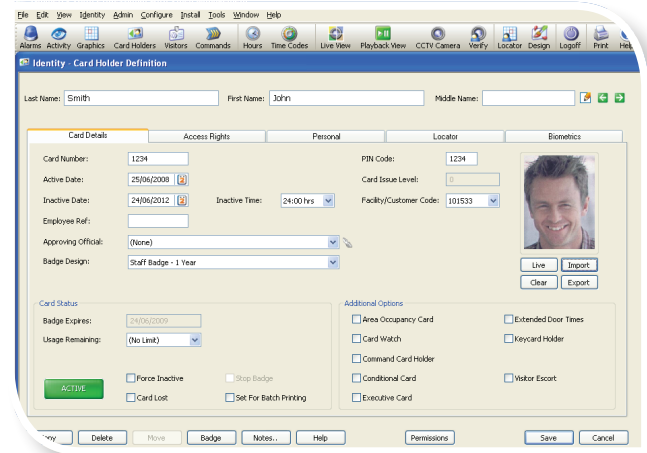 File Edit View Identity Admin Configure Install Tools Window Help
Alarms Activity Graphics Card Holders Visitors Commands Hours Time Codes Live View Playback View CCTV Camera Verify Locator Design Logoff Print
Identity - Card Holder Definition
Last Name: Smith First Name: John Middle Name:
Card Details Access Rights Personal Locator Biometrics
Card Number: 1234 PIN Code: 1234
Active Date: 25/06/2008 Card Issue Level: 0
Inactive Date: 24/06/2012 Inactive Time: 24:00 hrs Facility/Customer Code: 101533
Employee Ref:
Approving Official: (None)
Badge Design: Staff Badge - 1 Year
Live Import
Clear Export
Card Status Additional Options
Badge Expires: 24/06/2009 Area Occupancy Card Extended Door Times
Usage Remaining: (No Limit) Card Watch Keycard Holder
Command Card Holder
ACTIVE Force Inactive Stop Badge Conditional Card Visitor Escort
Card Lost Set For Batch Printing Executive Card
Delete Move Badge Notes.. Help Permissions Save Cancel